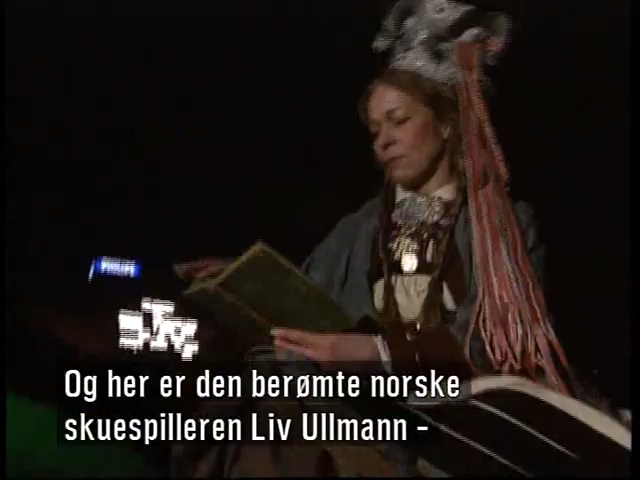 PHILIPS
Og her er den berømte norske
skuespilleren Liv Ullmann -